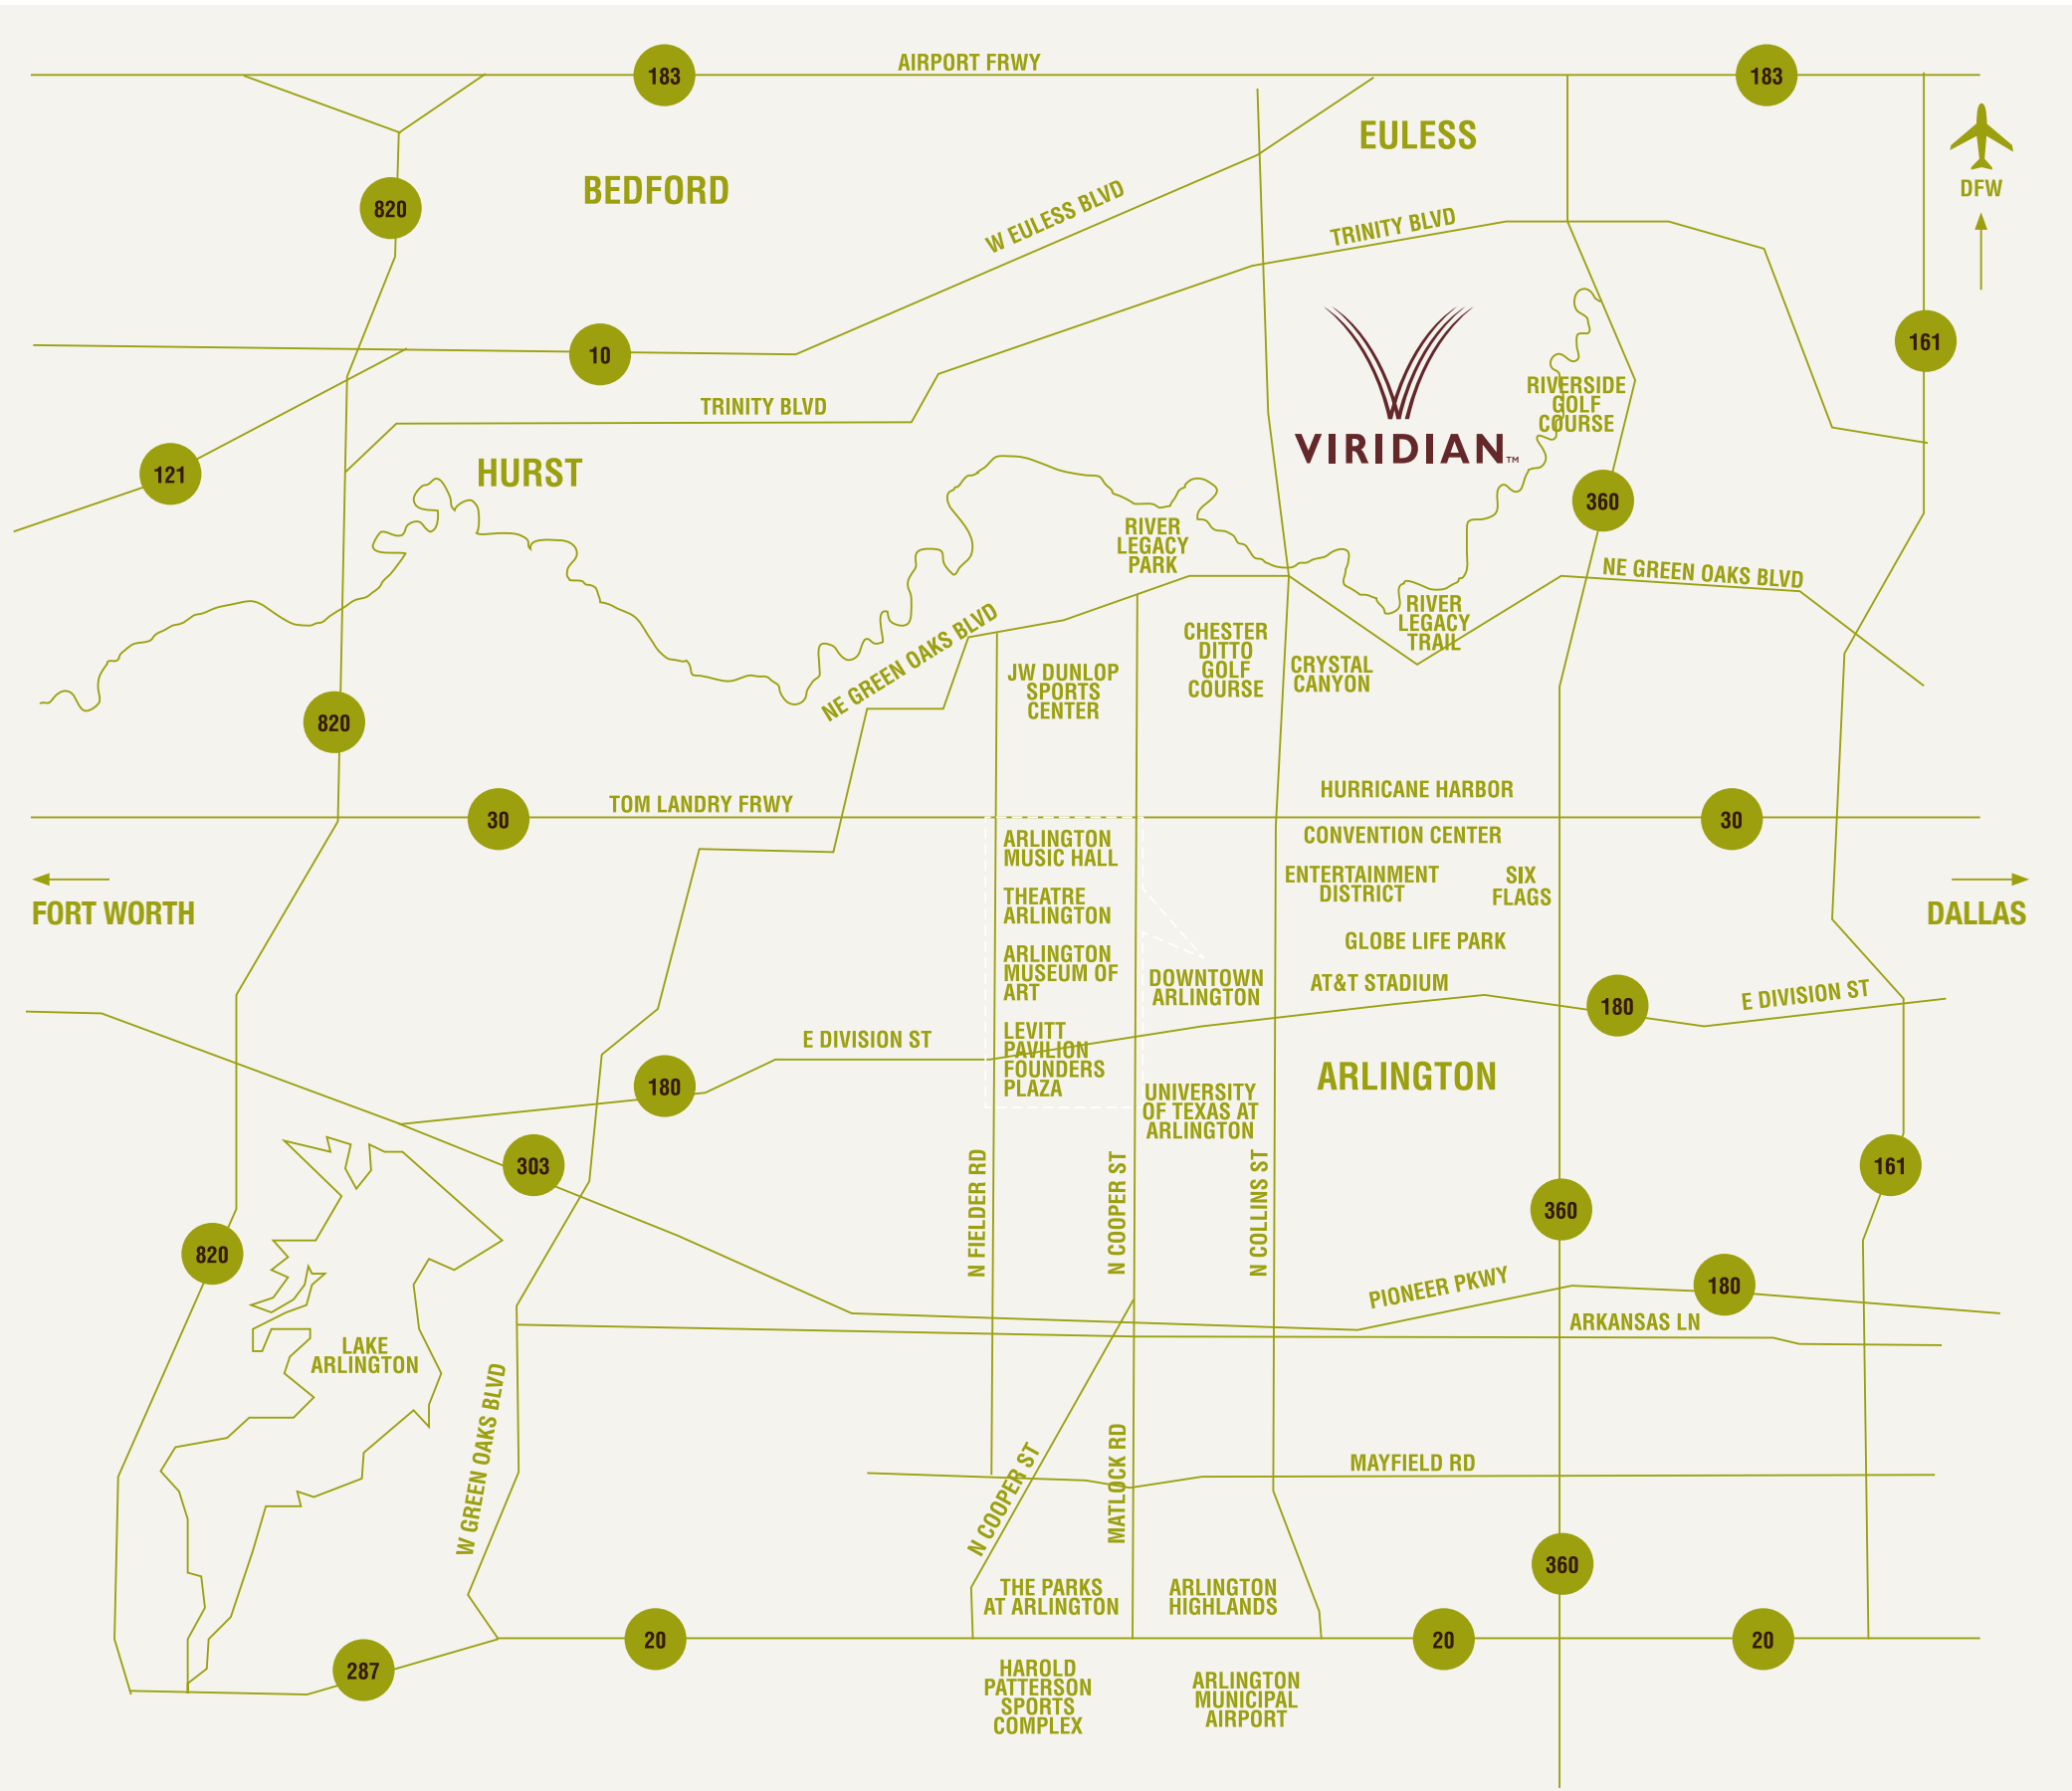 AIRPORT FRWY
183
183
EULESS
BEDFORD
DFW
820
W EULESS BLVD
TRINITY BLVD
161
10
RIVERSIDE
GOLF
COURSE
TRINITY BLVD
VIRIDIAN™
121
HURST
360
RIVER
LEGACY
PARK
NE GREEN OAKS BLVD
RIVER
LEGACY
TRAIL
NE GREEN OAKS BLVD
CHESTER
DITTO
GOLF
COURSE
CRYSTAL
CANYON
JW DUNLOP
SPORTS
CENTER
820
HURRICANE HARBOR
TOM LANDRY FRWY
30
30
ARLINGTON
MUSIC HALL
CONVENTION CENTER
ENTERTAINMENT
DISTRICT
SIX
FLAGS
THEATRE
ARLINGTON
FORT WORTH
DALLAS
GLOBE LIFE PARK
ARLINGTON
MUSEUM OF
ART
DOWNTOWN
ARLINGTON
AT&T STADIUM
180
E DIVISION ST
LEVITT
PAVILION
FOUNDERS
PLAZA
E DIVISION ST
180
ARLINGTON
UNIVERSITY
OF TEXAS AT
ARLINGTON
303
161
N FIELDER RD
N COOPER ST
N COLLINS ST
360
820
PIONEER PKWY
180
ARKANSAS LN
LAKE
ARLINGTON
W GREEN OAKS BLVD
MAYFIELD RD
N COOPER ST
MATLOCK RD
360
THE PARKS
AT ARLINGTON
ARLINGTON
HIGHLANDS
20
20
20
287
HAROLD
PATTERSON
SPORTS
COMPLEX
ARLINGTON
MUNICIPAL
AIRPORT